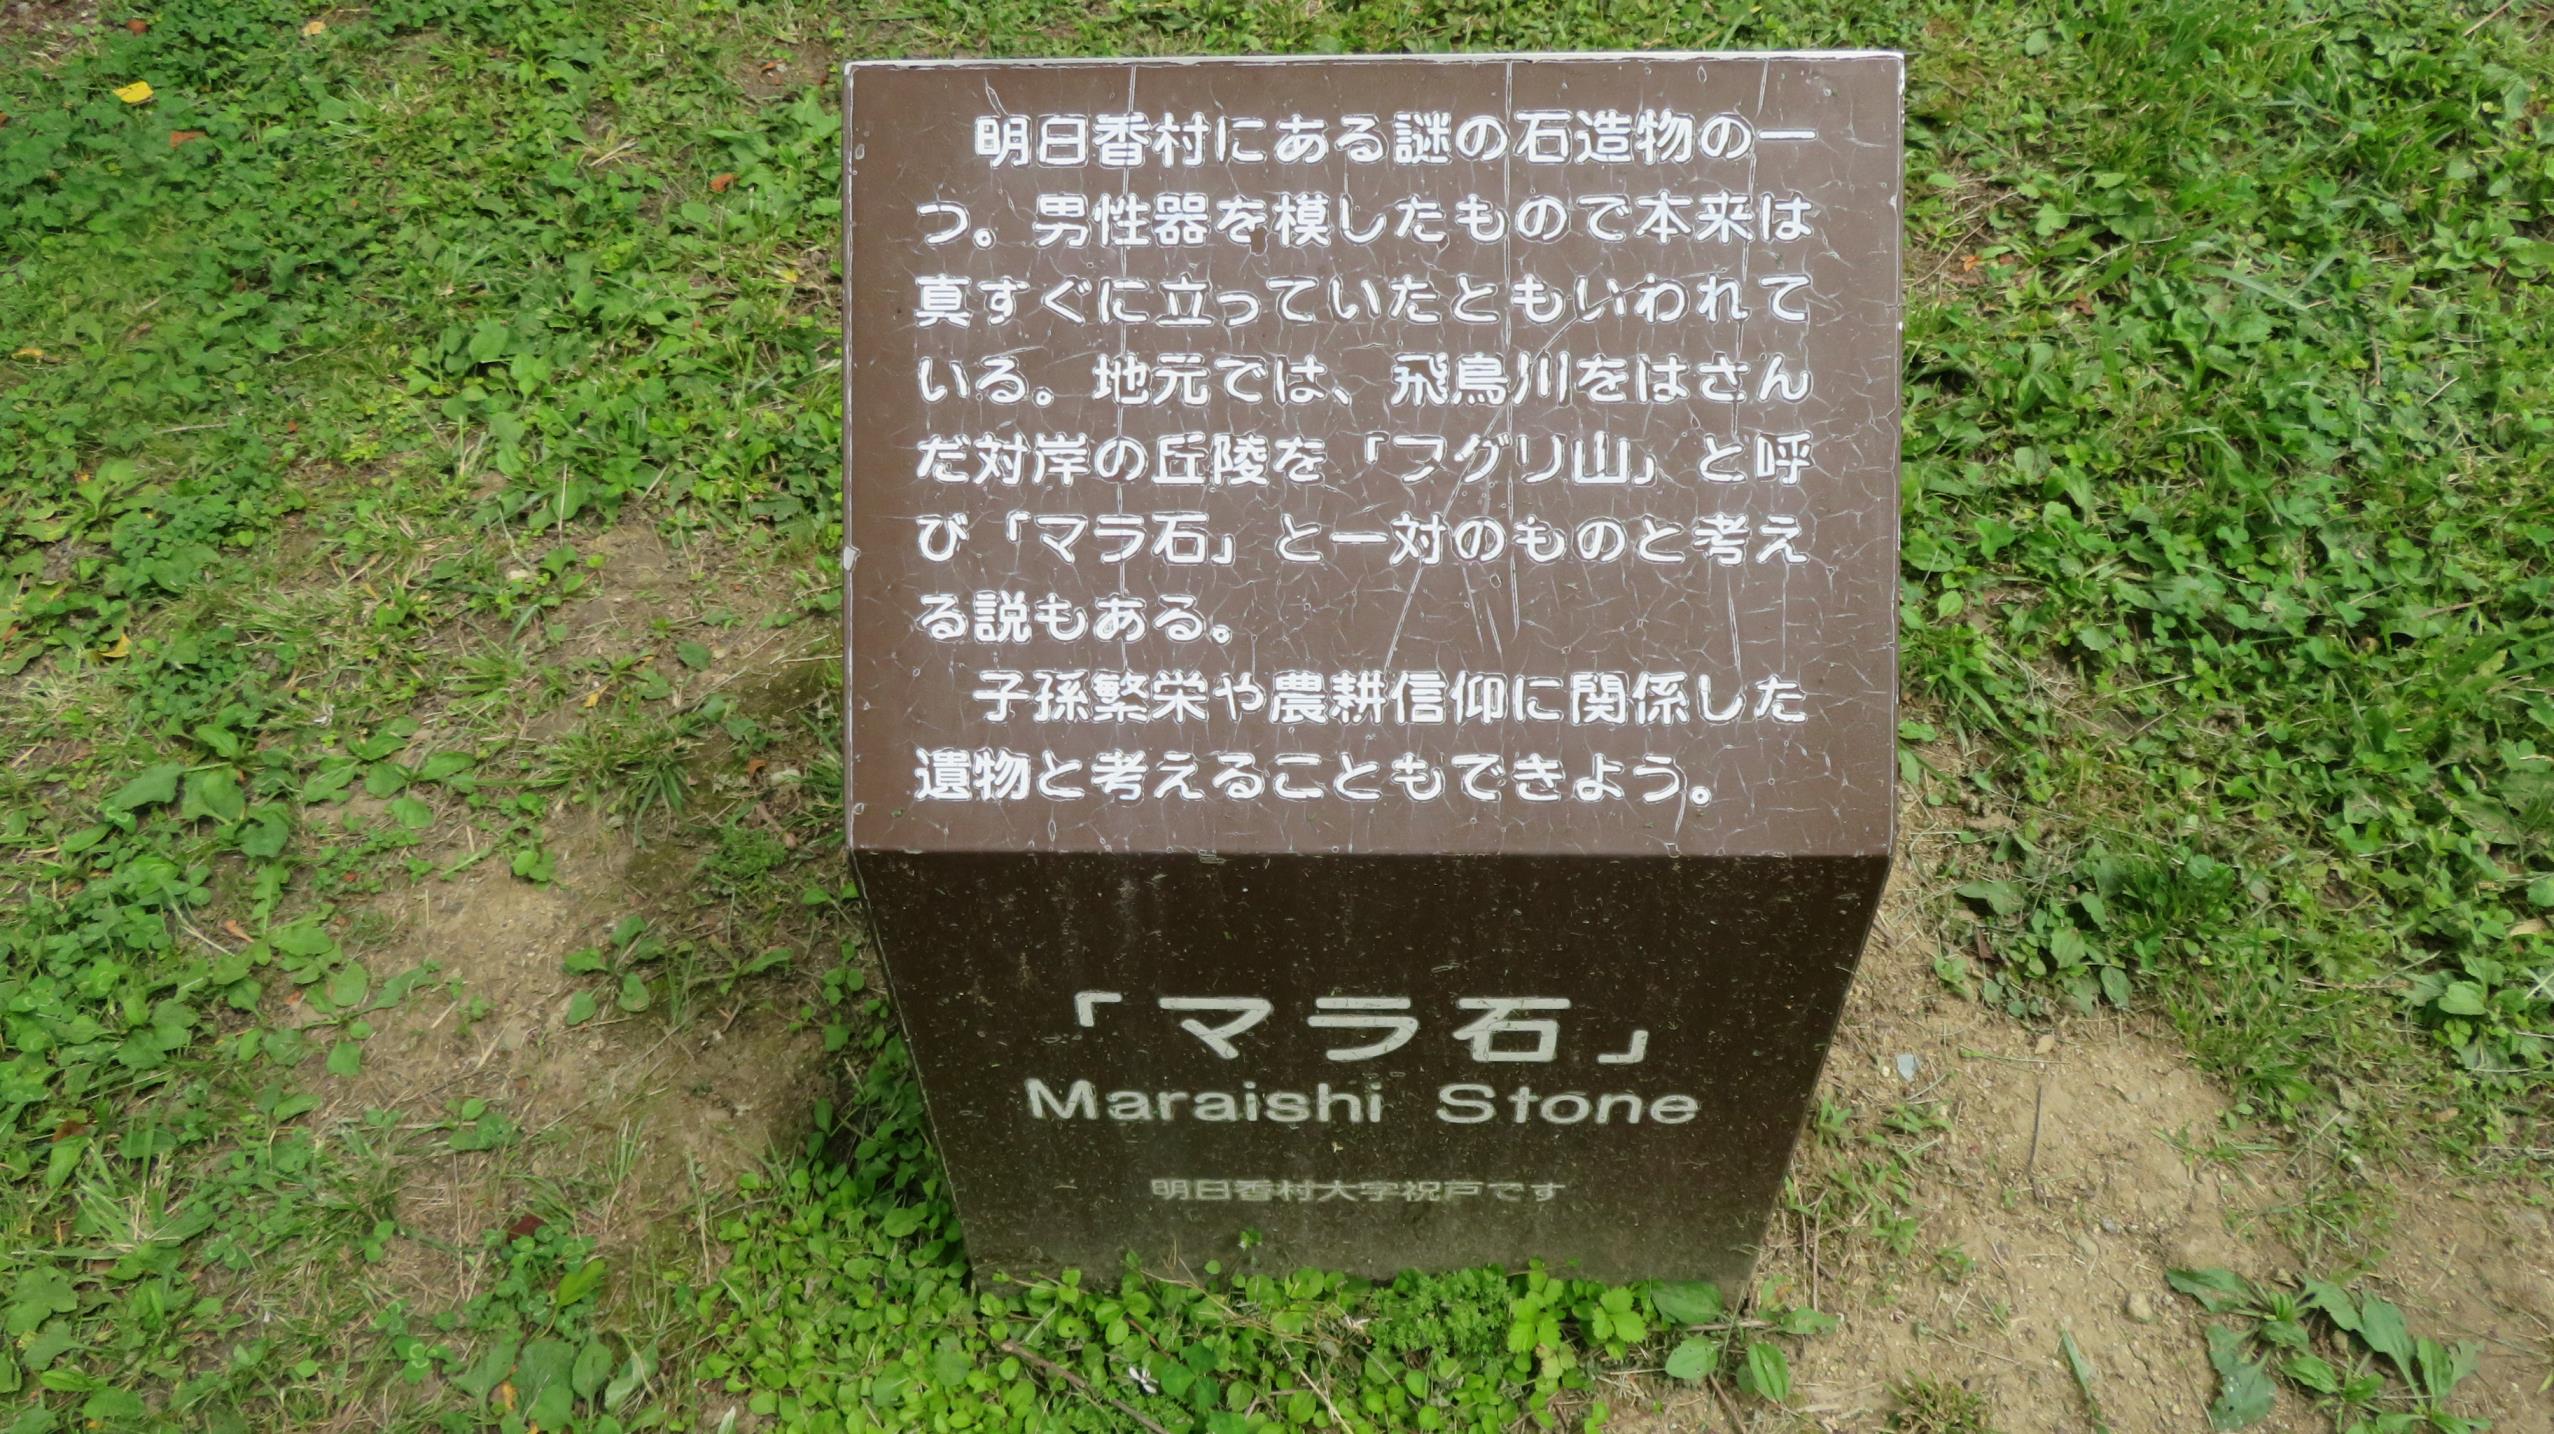 明日香村にある謎の石造物の一
つ。男性器を模したもので本来は
真すぐに立っていたともいわれて
いる。地元では、飛鳥川をはさん
だ対岸の丘陵を「フグリ山」と呼
び「マラ石」と一対のものと考え
る説もある。
子孫繁栄や農耕信仰に関係した
遺物と考えることもできよう。
「マラ石」
Maraishi Stone
明日香村大字祝戸です